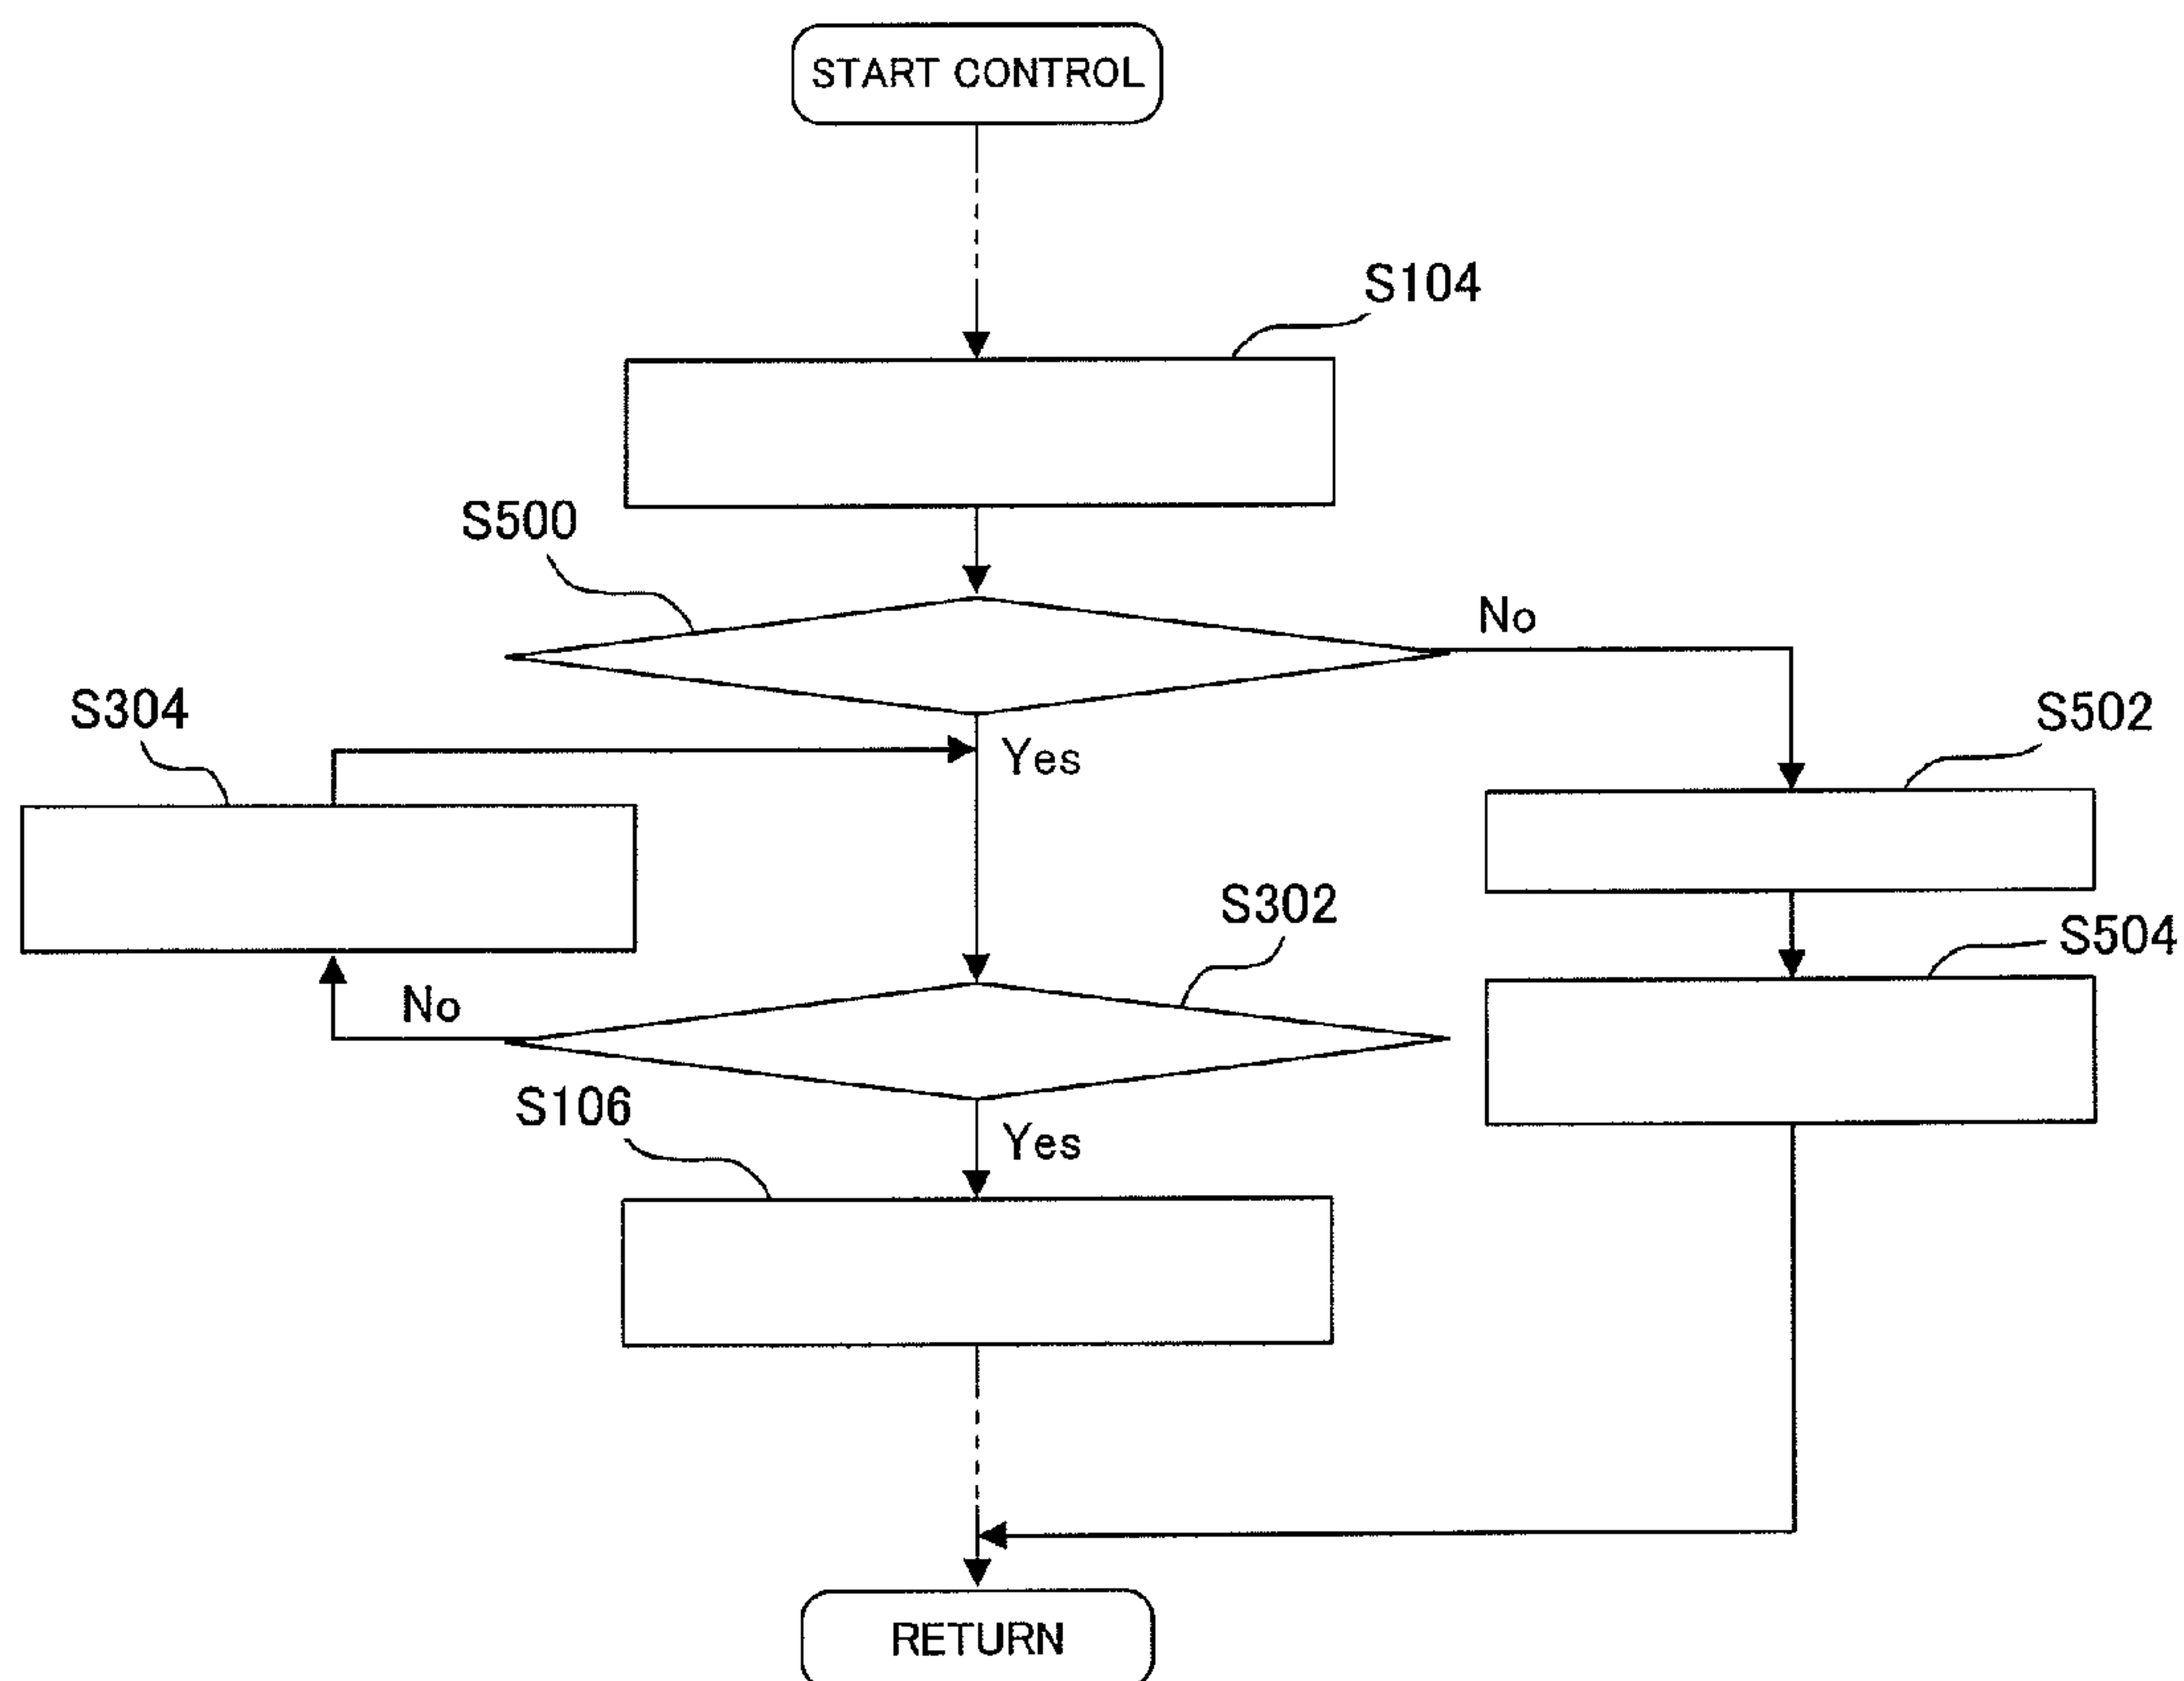 START CONTROL
S104
S500
No
S304
S502
Yes
S302
S504
No
S106
Yes
RETURN